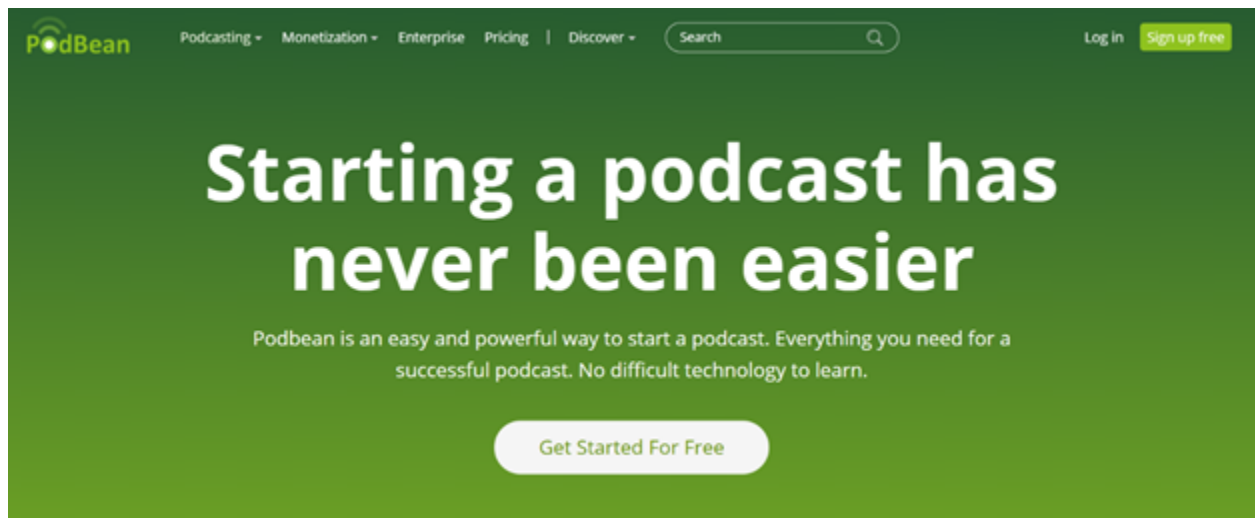 PodBean
Podcasting Monetization Enterprise Pricing | Discover Search Log in Sign up free
Starting a podcast has
never been easier
Podbean is an easy and powerful way to start a podcast. Everything you need for a
successful podcast. No difficult technology to learn.
Get Started For Free